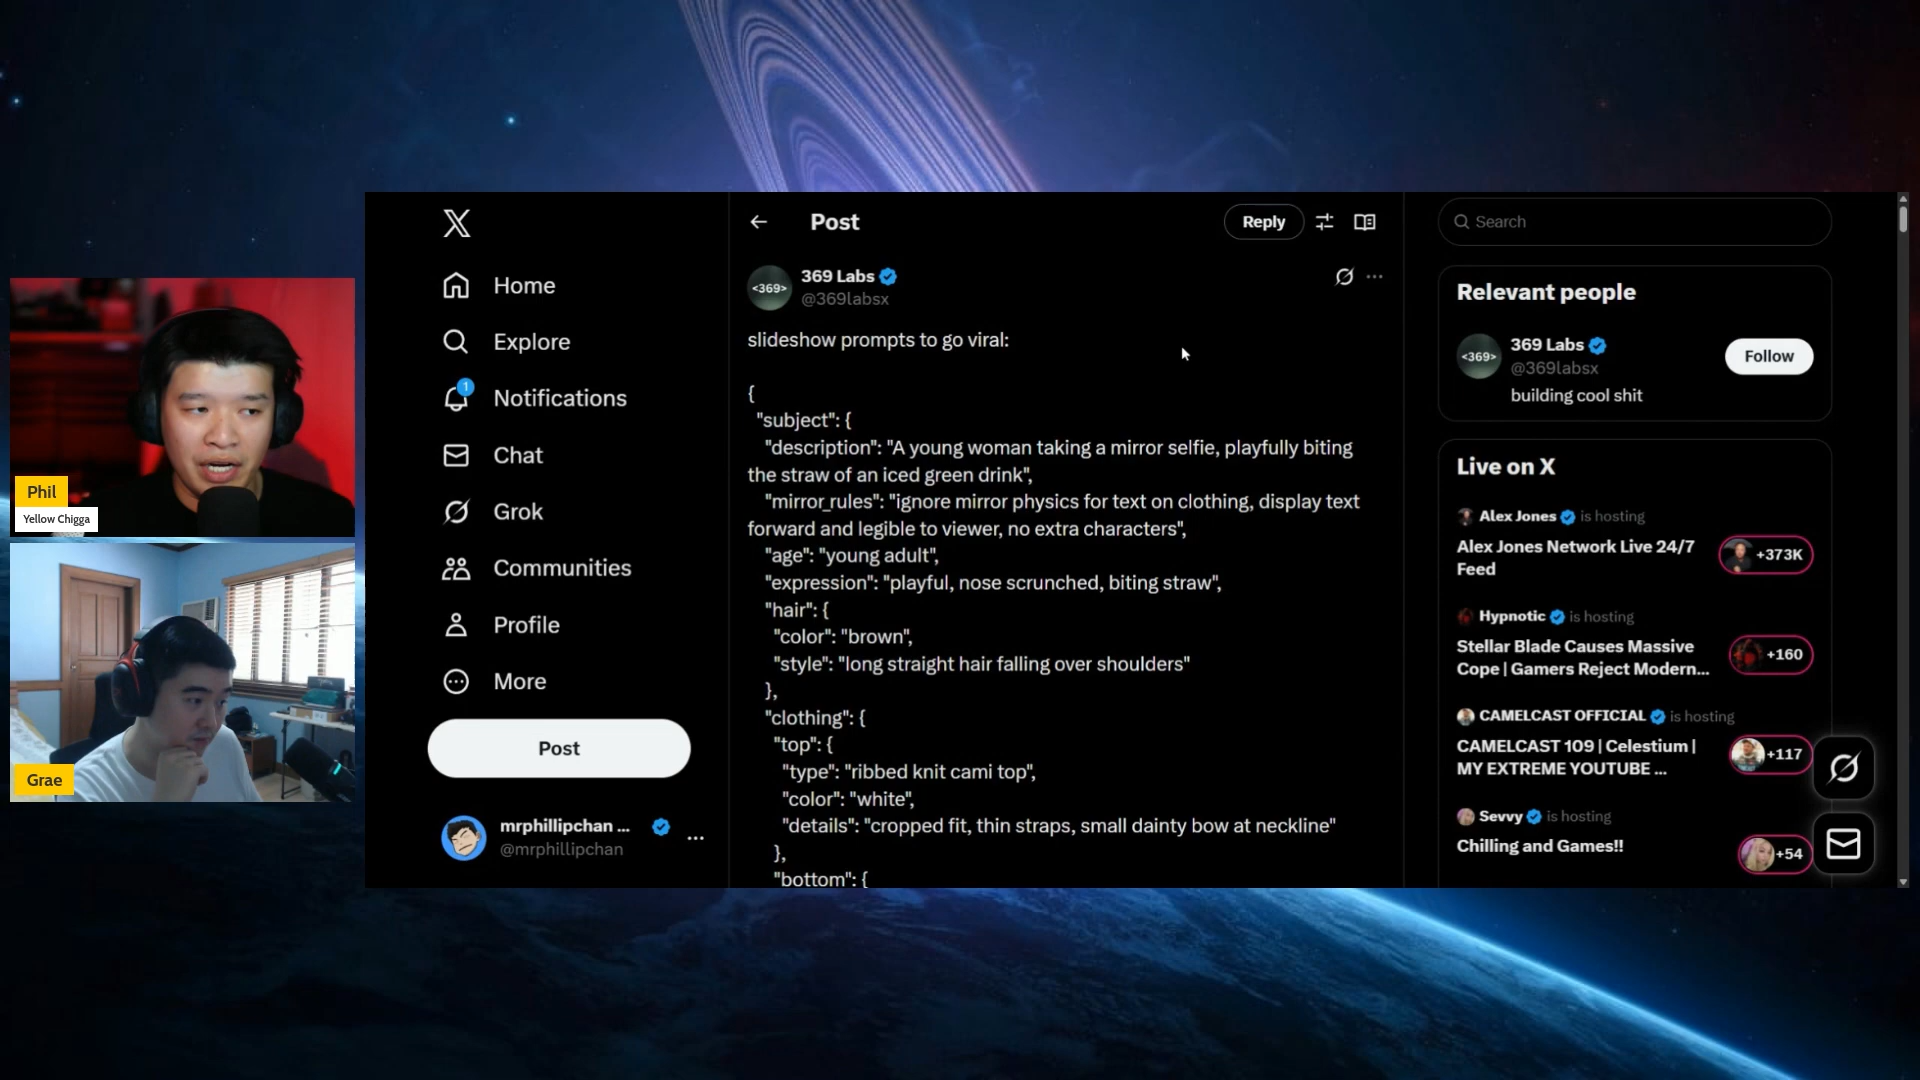 Phil
Yellow Chigga
Grae
Home
Explore
1
Notifications
Chat
Grok
Communities
Profile
More
Post
mrphillipchan ...
@mrphillipchan
Post
Reply
<369>
369 Labs
@369labsx
slideshow prompts to go viral:
{
"subject": {
"description": "A young woman taking a mirror selfie, playfully biting
the straw of an iced green drink",
"mirror_rules": "ignore mirror physics for text on clothing, display text
forward and legible to viewer, no extra characters",
"age": "young adult",
"expression": "playful, nose scrunched, biting straw",
"hair": {
"color": "brown",
"style": "long straight hair falling over shoulders"
},
"clothing": {
"top": {
"type": "ribbed knit cami top",
"color": "white",
"details": "cropped fit, thin straps, small dainty bow at neckline"
},
"bottom": {
Search
Relevant people
<369>
369 Labs
@369labsx
Follow
building cool shit
Live on X
Alex Jones is hosting
Alex Jones Network Live 24/7
Feed
+373K
Hypnotic is hosting
Stellar Blade Causes Massive
Cope | Gamers Reject Modern...
+160
CAMELCAST OFFICIAL is hosting
CAMELCAST 109 | Celestium |
MY EXTREME YOUTUBE ...
+117
Sevvy is hosting
Chilling and Games!!
+54